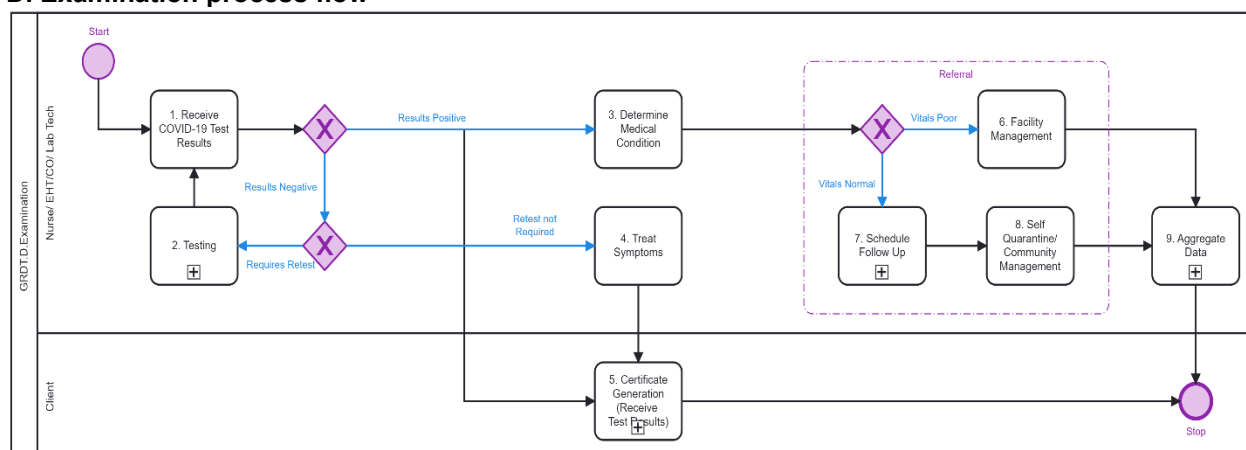 D. Examination process flow
GRDT.D.Examination
Nurse/ EHT/CO/ Lab Tech
Start
1. Receive
COVID-19 Test
Results
Results Positive
3. Determine
Medical
Condition
Referral
Vitals Poor
6. Facility
Management
Results Negative
Vitals Normal
2. Testing
Requires Retest
Retest not
Required
4. Treat
Symptoms
7. Schedule
Follow Up
8. Self
Quarantine/
Community
Management
9. Aggregate
Data
Client
5. Certificate
Generation
(Receive
Test Results)
Stop